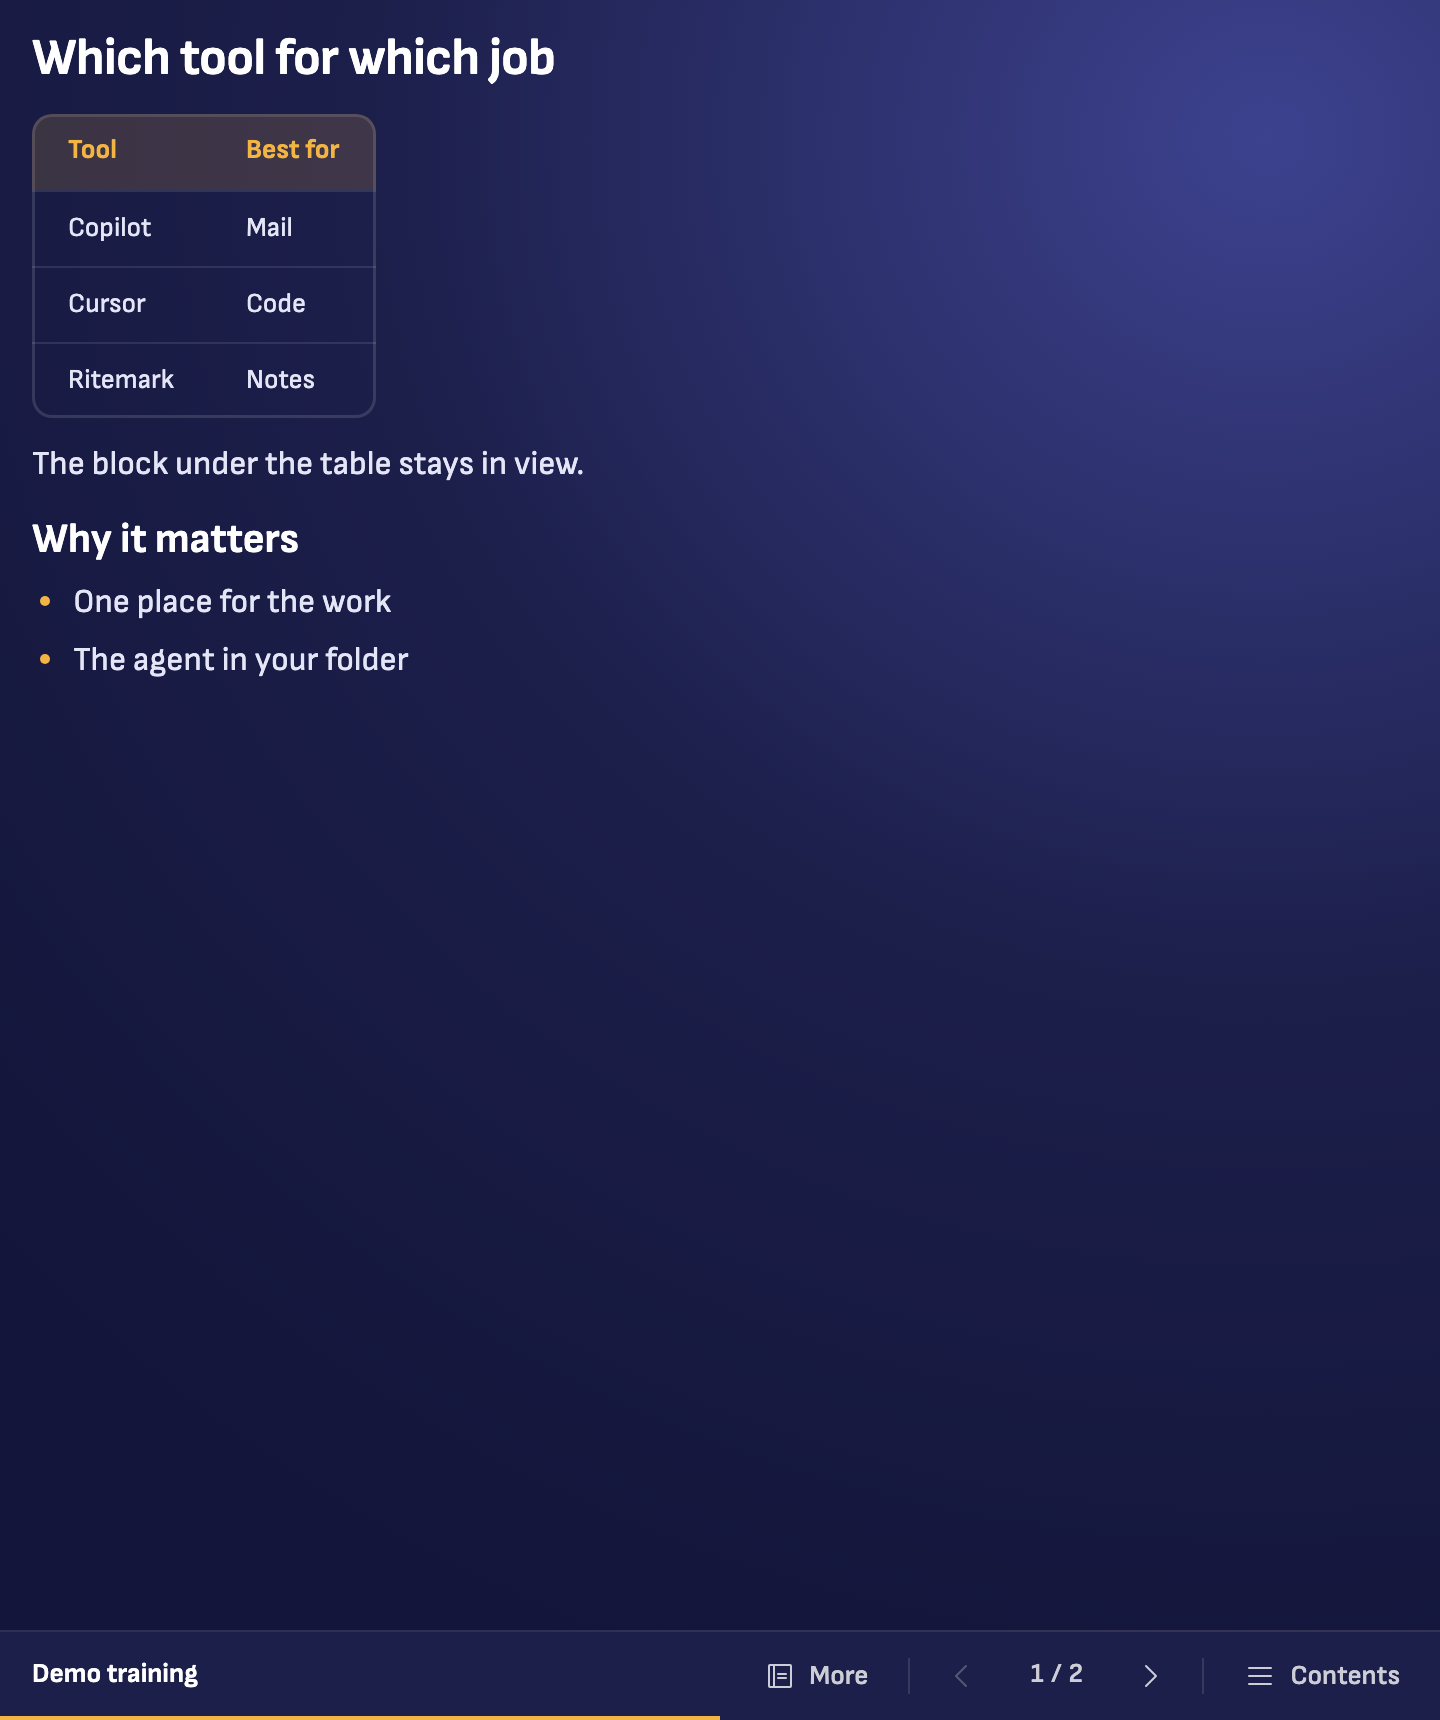 Which tool for which job
Tool Best for
Copilot Mail
Cursor Code
Ritemark Notes
The block under the table stays in view.
Why it matters
• One place for the work
• The agent in your folder
Demo training More 1 / 2 Contents